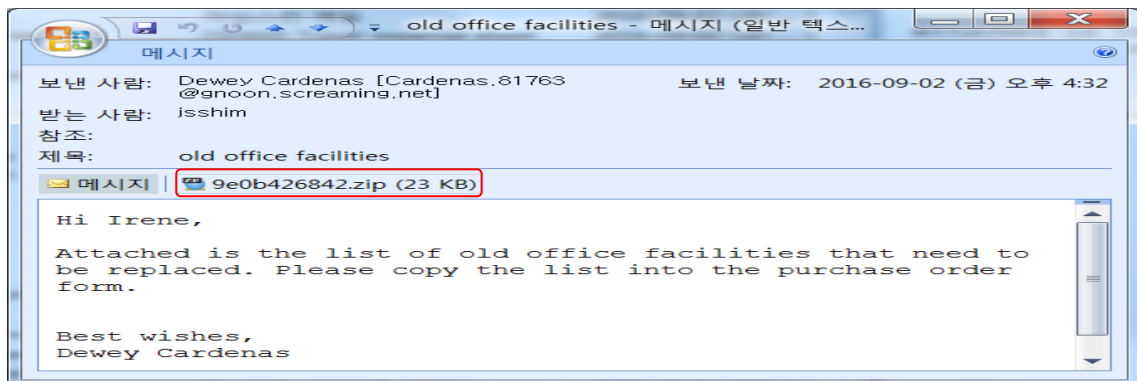 old office facilities - 메시지 (일반 텍스...
메시지
보낸 사람: Dewey Cardenas [Cardenas.81763
@gnoon.screaming.net]
보낸 날짜: 2016-09-02 (금) 오후 4:32
받는 사람: jsshim
참조:
제목: old office facilities
메시지 9e0b426842.zip (23 KB)
Hi Irene,
Attached is the list of old office facilities that need to
be replaced. Please copy the list into the purchase order
form.
Best wishes,
Dewey Cardenas